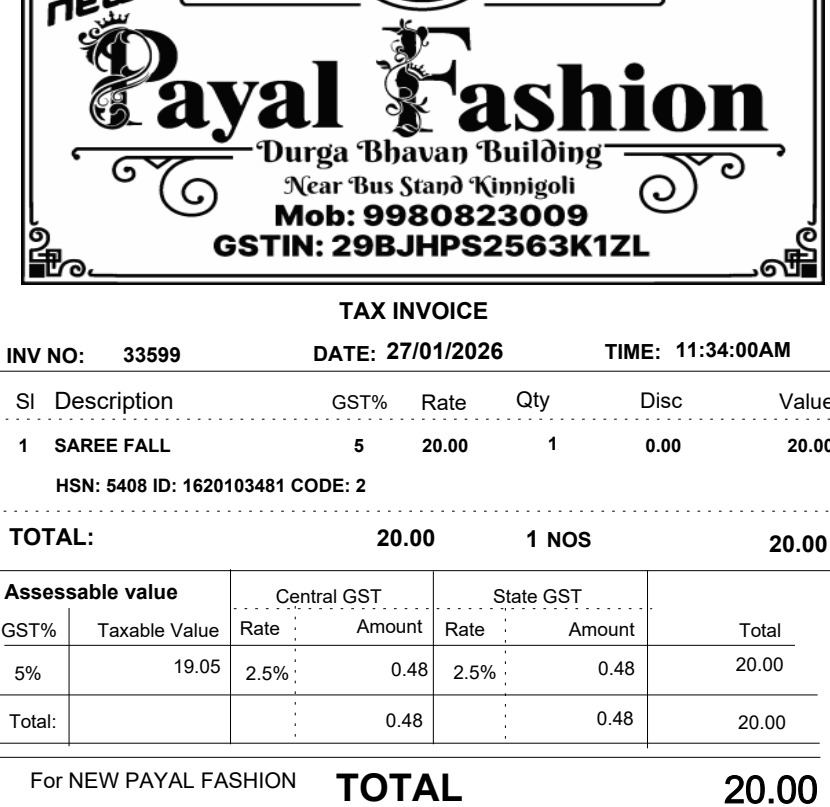 new
Payal Fashion
Durga Bhavan Building
Near Bus Stand Kinnigoli
Mob: 9980823009
GSTIN: 29BJHPS2563K1ZL
TAX INVOICE
INV NO: 33599 DATE: 27/01/2026 TIME: 11:34:00AM
Sl Description GST% Rate Qty Disc Value
1 SAREE FALL 5 20.00 1 0.00 20.00
HSN: 5408 ID: 1620103481 CODE: 2
TOTAL: 20.00 1 NOS 20.00
Assessable value Central GST State GST
GST% Taxable Value Rate Amount Rate Amount Total
5% 19.05 2.5% 0.48 2.5% 0.48 20.00
Total: 0.48 0.48 20.00
For NEW PAYAL FASHION TOTAL 20.00